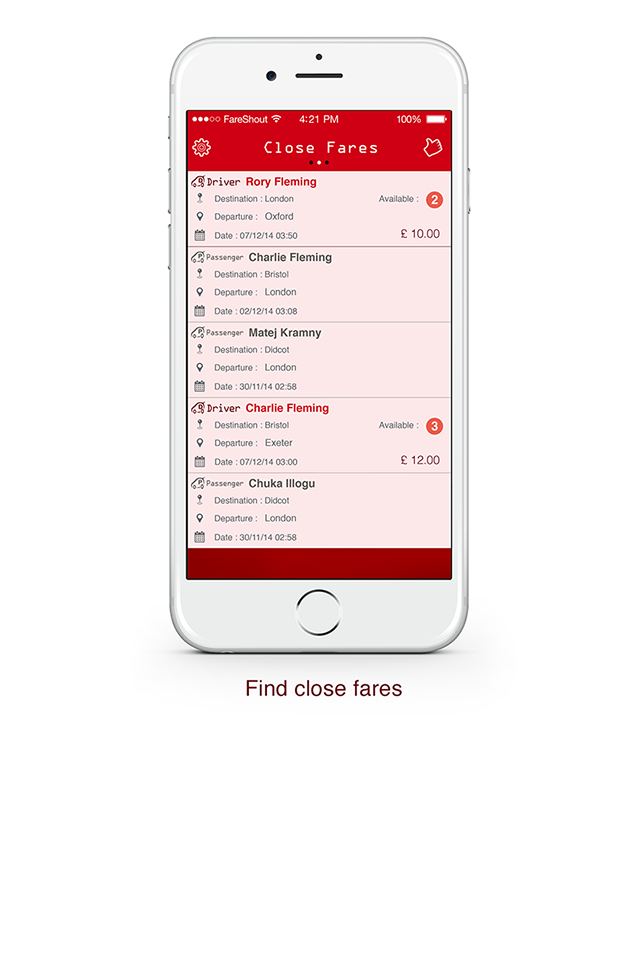 FareShout 4:21 PM 100%
Close Fares
Driver Rory Fleming
Destination : London Available : 2
Departure : Oxford
Date : 07/12/14 03:50 £ 10.00
Passenger Charlie Fleming
Destination : Bristol
Departure : London
Date : 02/12/14 03:08
Passenger Matej Kramny
Destination : Didcot
Departure : London
Date : 30/11/14 02:58
Driver Charlie Fleming
Destination : Bristol Available : 3
Departure : Exeter
Date : 07/12/14 03:00 £ 12.00
Passenger Chuka Illogu
Destination : Didcot
Departure : London
Date : 30/11/14 02:58
Find close fares